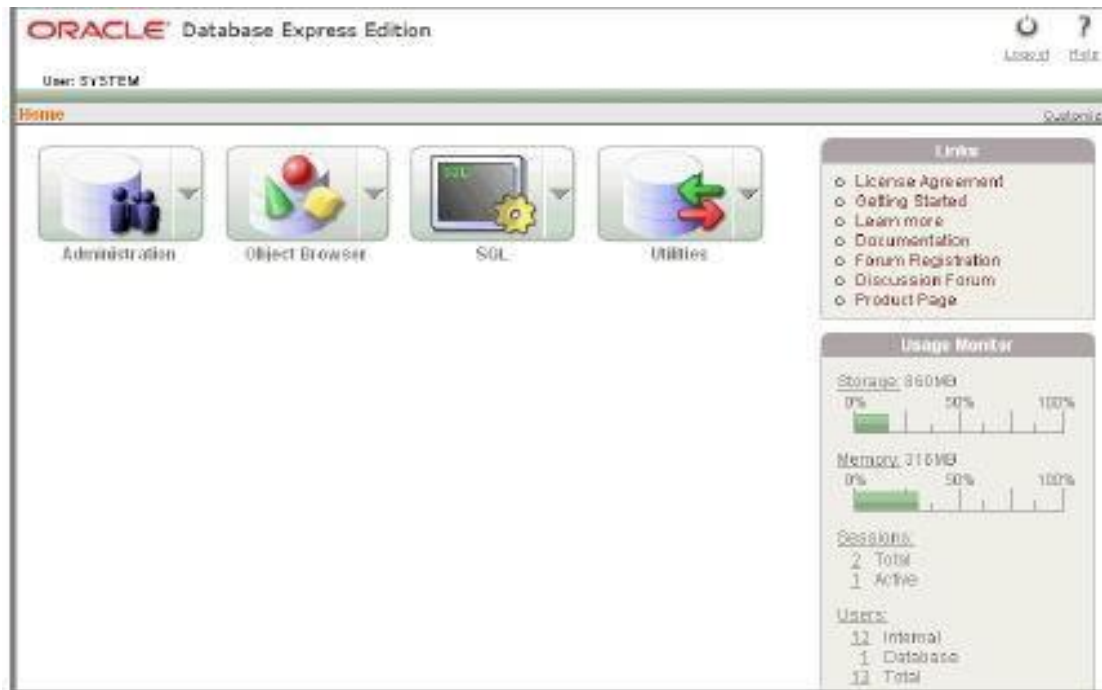 ORACLE Database Express Edition
Logout Help
User: SYSTEM
Home
Customize
SQL
Administration
Object Browser
SQL
Utilities
Links
License Agreement
Getting Started
Learn more
Documentation
Forum Registration
Discussion Forum
Product Page
Usage Monitor
Storage: 860MB
0% 50% 100%
Memory: 316MB
0% 50% 100%
Sessions:
2 Total
1 Active
Users:
12 Internal
1 Database
13 Total